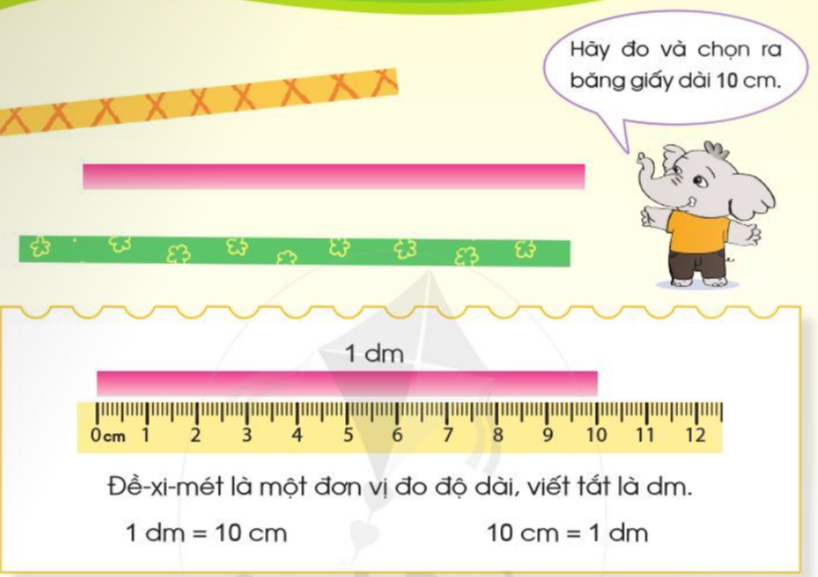 Hãy đo và chọn ra
băng giấy dài 10 cm.
1 dm
0cm 1 2 3 4 5 6 7 8 9 10 11 12
Đề-xi-mét là một đơn vị đo độ dài, viết tắt là dm.
1 dm = 10 cm 10 cm = 1 dm